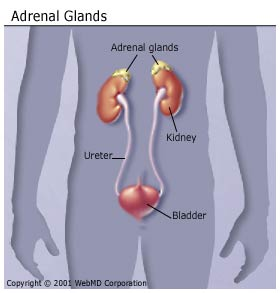 Adrenal Glands
Adrenal glands
Kidney
Ureter
Bladder
Copyright © 2001 WebMD Corporation